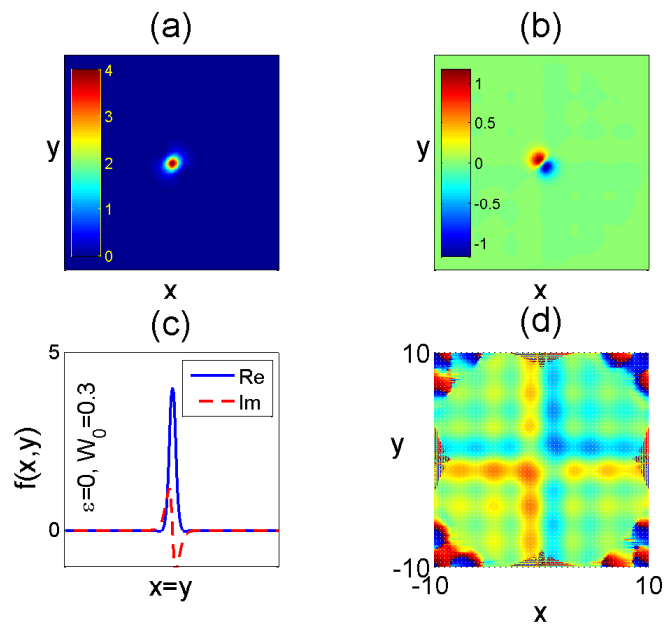 (a)
(b)
y
4
3
2
1
0
x
y
1
0.5
0
-0.5
-1
x
(c)
(d)
5
0
f(x,y)
ε=0, W₀=0.3
Re
Im
x=y
10
y
-10
-10
10
x